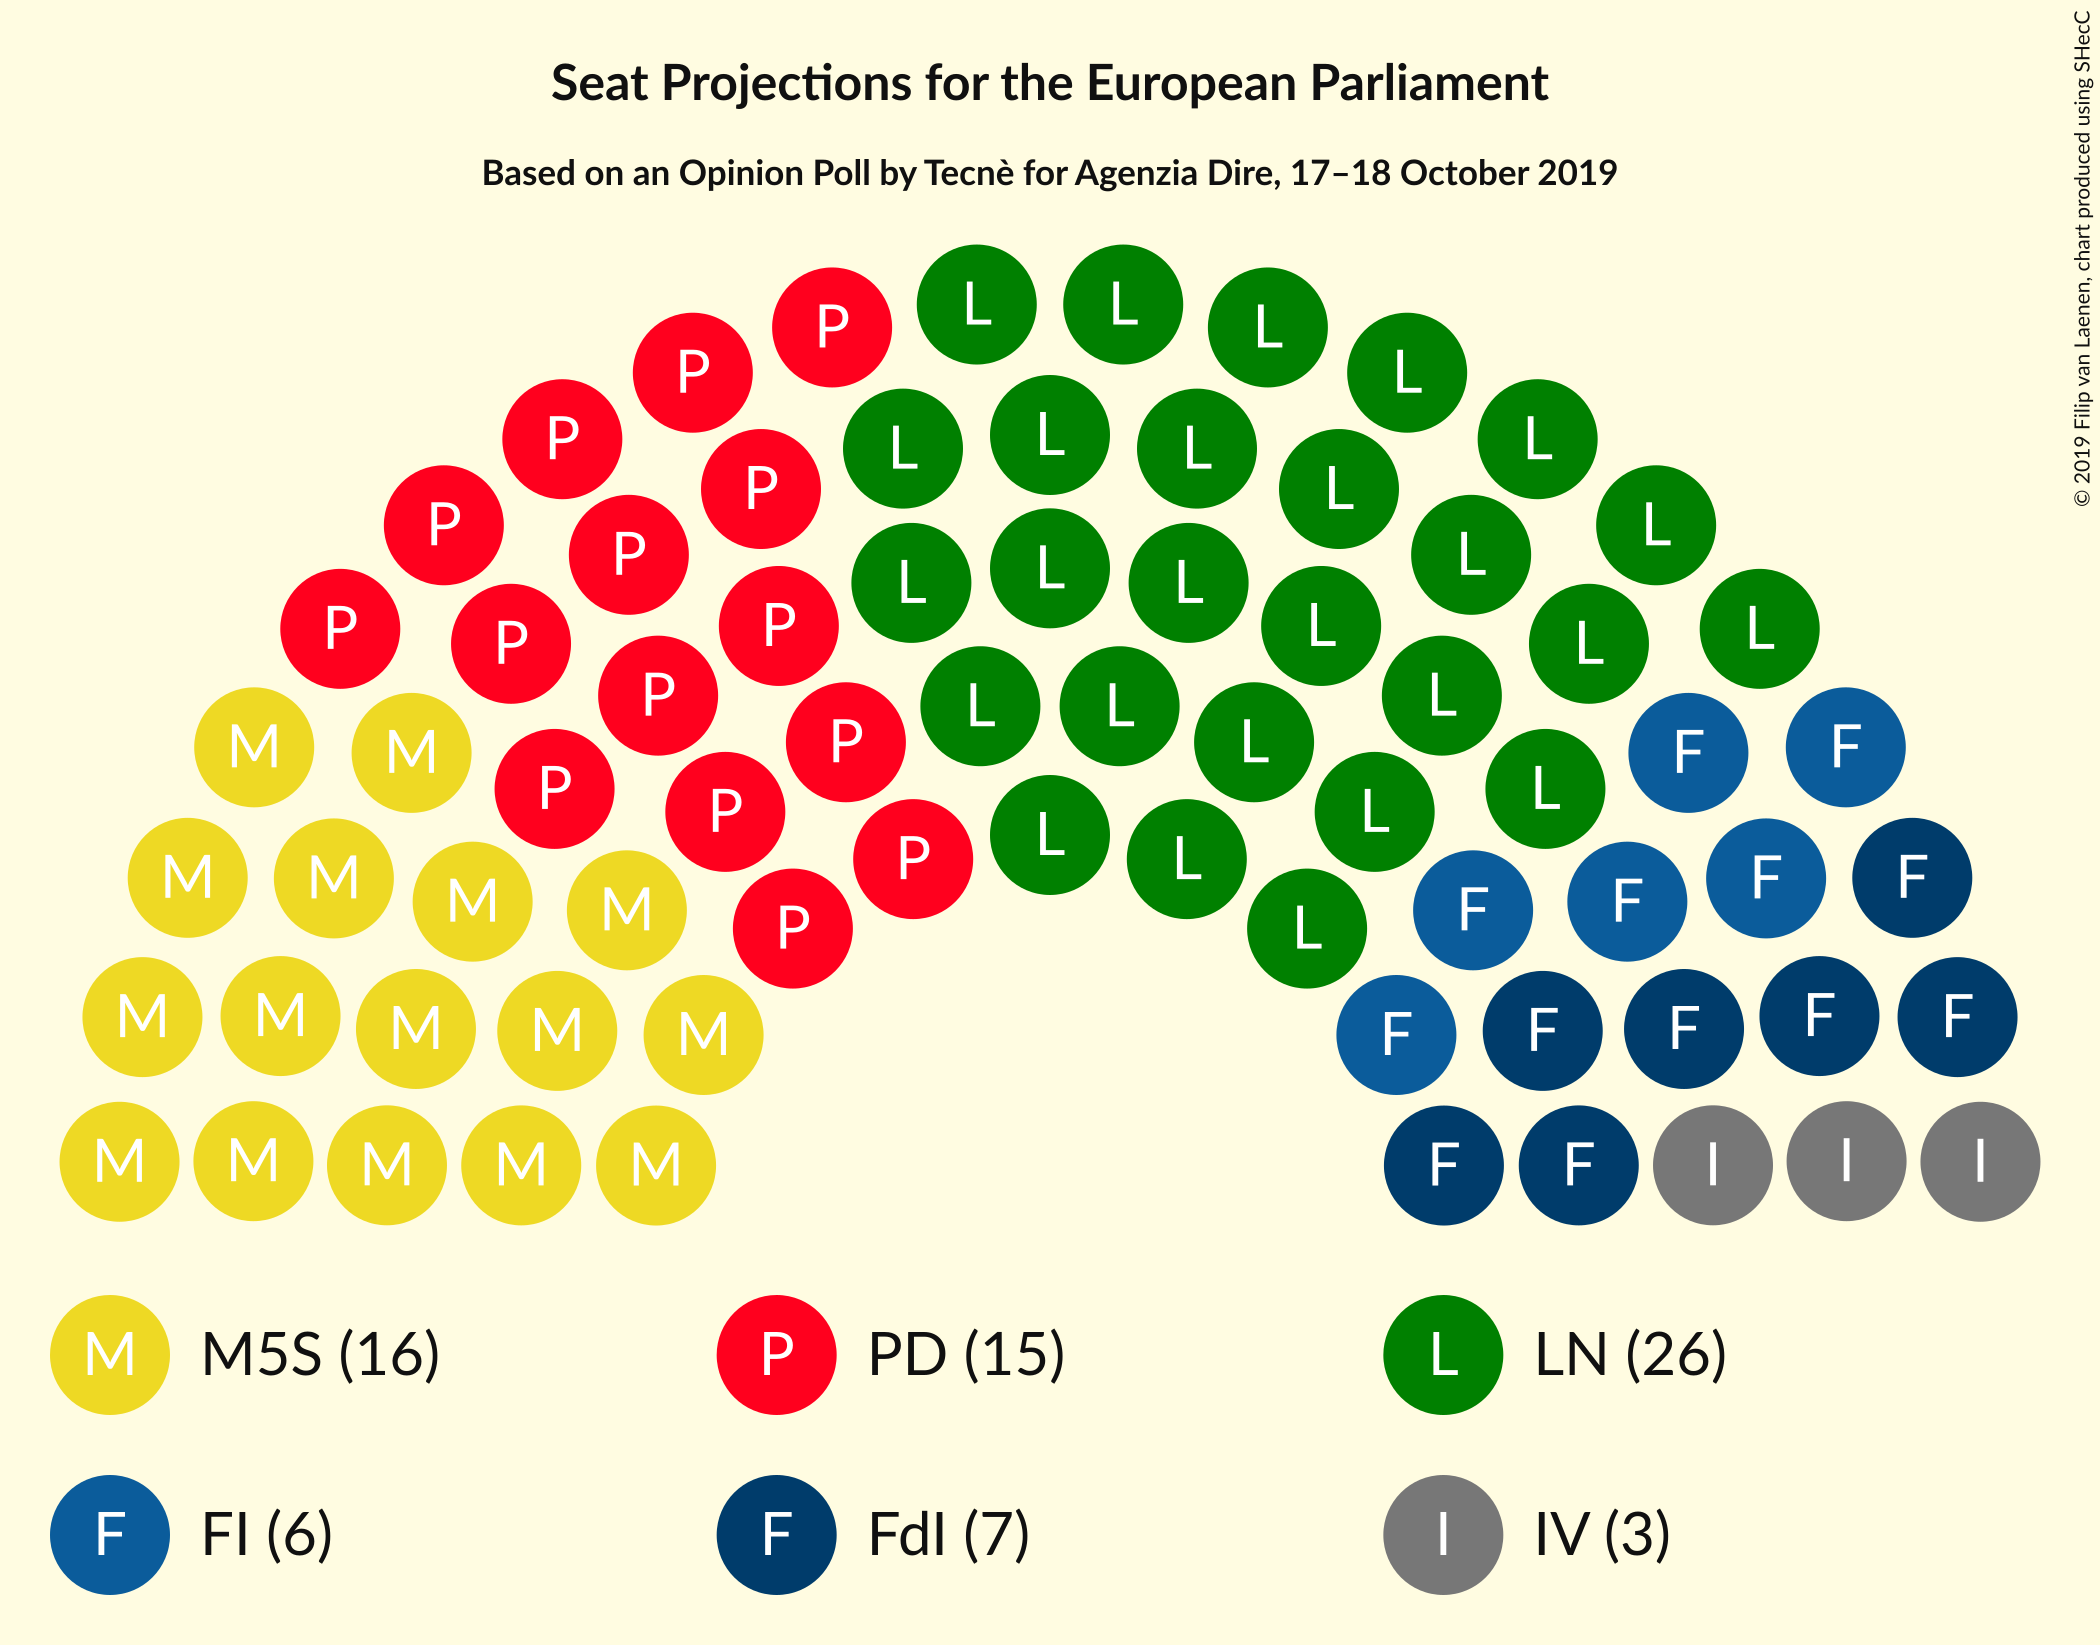 Seat Projections for the European Parliament
Based on an Opinion Poll by Tecnè for Agenzia Dire, 17–18 October 2019
© 2019 Filip van Laenen, chart produced using SHecC
L L
P L
P L
L
P L L L
P L
P L
P L
L L L
P L
P L
P L
P L
L L
P L
M M F F
P L
P L
P L
M M F F
M F
M F
P L
M M F F
M M F F
M F
M M I I
M M M F F I
M M5S (16) P PD (15) L LN (26)
F FI (6) F FdI (7) I IV (3)